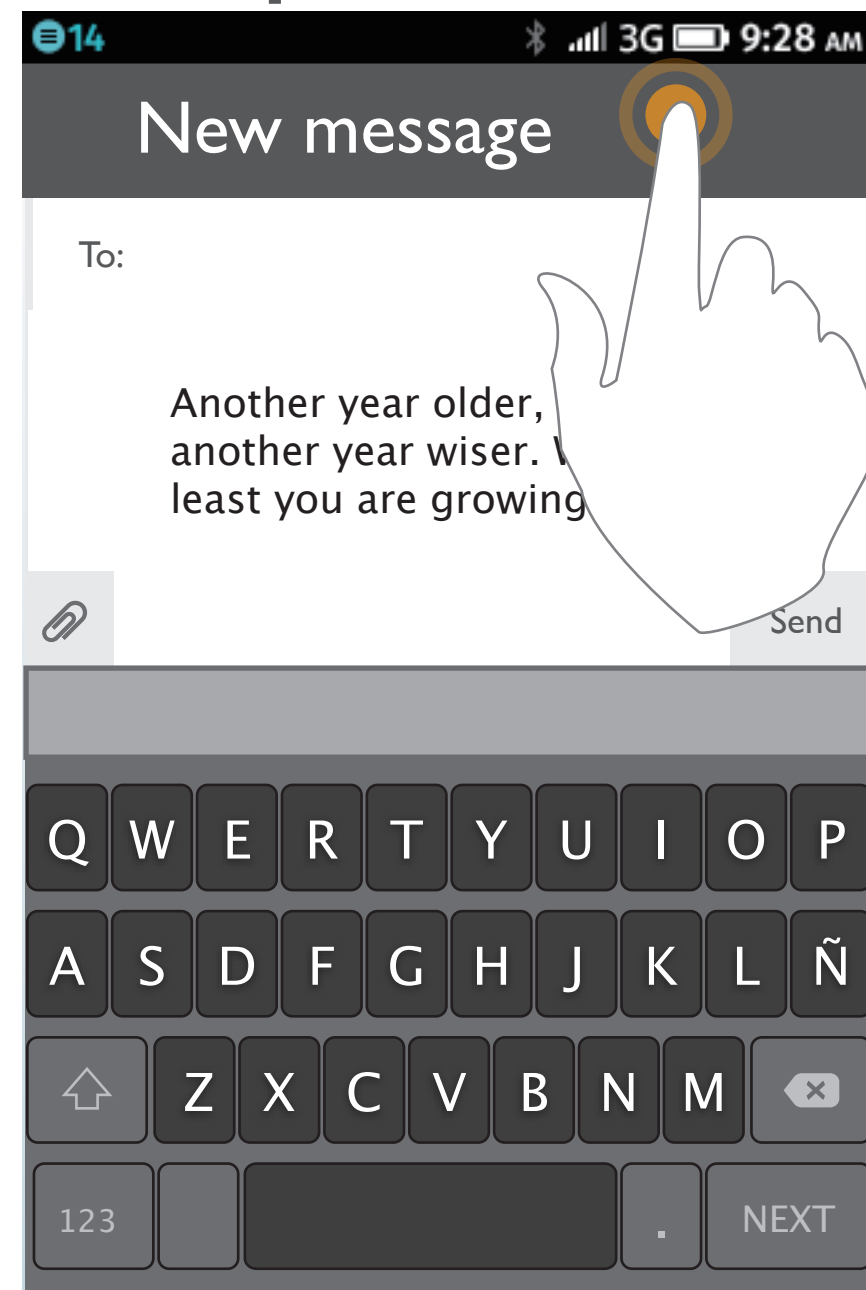 14 3G 9:28 AM
New message
To:
Another year older,
another year wiser.
least you are growing
Send
Q W E R T Y U I O P
A S D F G H J K L Ñ
Z X C V B N M
123 . NEXT